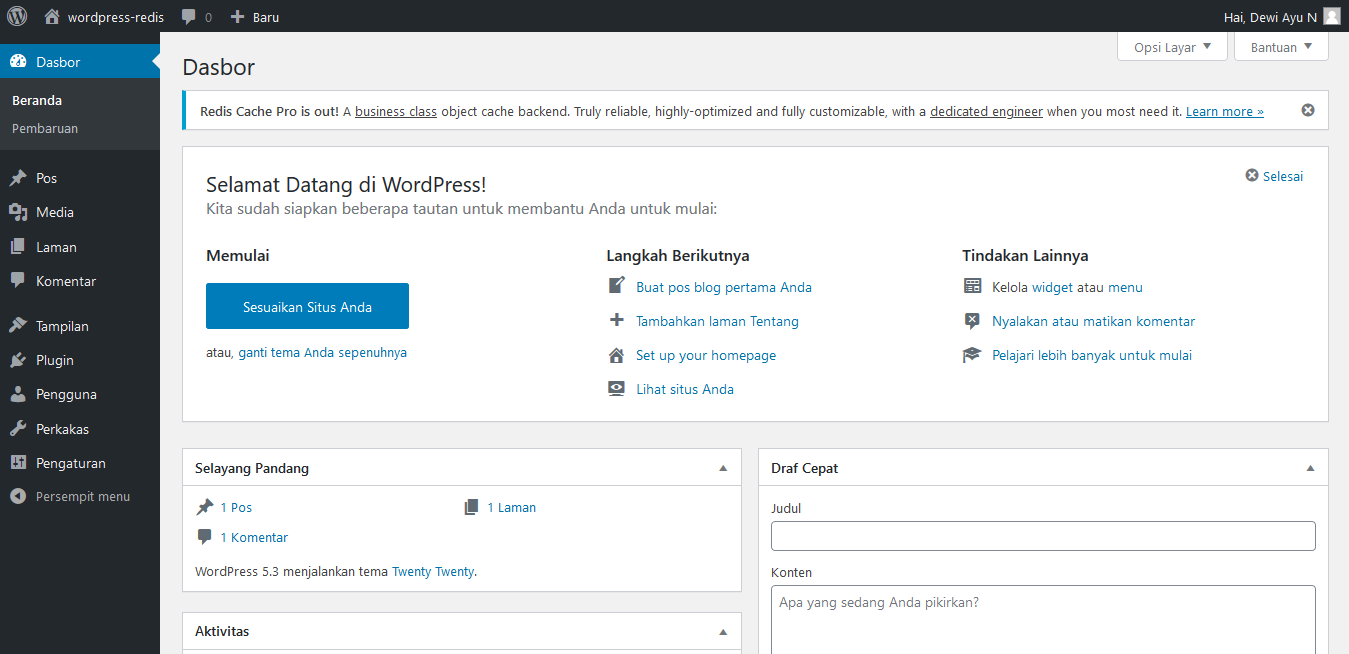 wordpress-redis 0 Baru Hai, Dewi Ayu N
Dasbor
Beranda
Pembaruan
Pos
Media
Laman
Komentar
Tampilan
Plugin
Pengguna
Perkakas
Pengaturan
Persempit menu
Opsi Layar ▼ Bantuan ▼
Dasbor
Redis Cache Pro is out! A business class object cache backend. Truly reliable, highly-optimized and fully customizable, with a dedicated engineer when you most need it. Learn more »
Selesai
Selamat Datang di WordPress!
Kita sudah siapkan beberapa tautan untuk membantu Anda untuk mulai:
Memulai
Sesuaikan Situs Anda
atau, ganti tema Anda sepenuhnya
Langkah Berikutnya
Buat pos blog pertama Anda
Tambahkan laman Tentang
Set up your homepage
Lihat situs Anda
Tindakan Lainnya
Kelola widget atau menu
Nyalakan atau matikan komentar
Pelajari lebih banyak untuk mulai
Selayang Pandang ▲
1 Pos 1 Laman
1 Komentar
WordPress 5.3 menjalankan tema Twenty Twenty.
Aktivitas ▲
Draf Cepat ▲
Judul
Konten
Apa yang sedang Anda pikirkan?